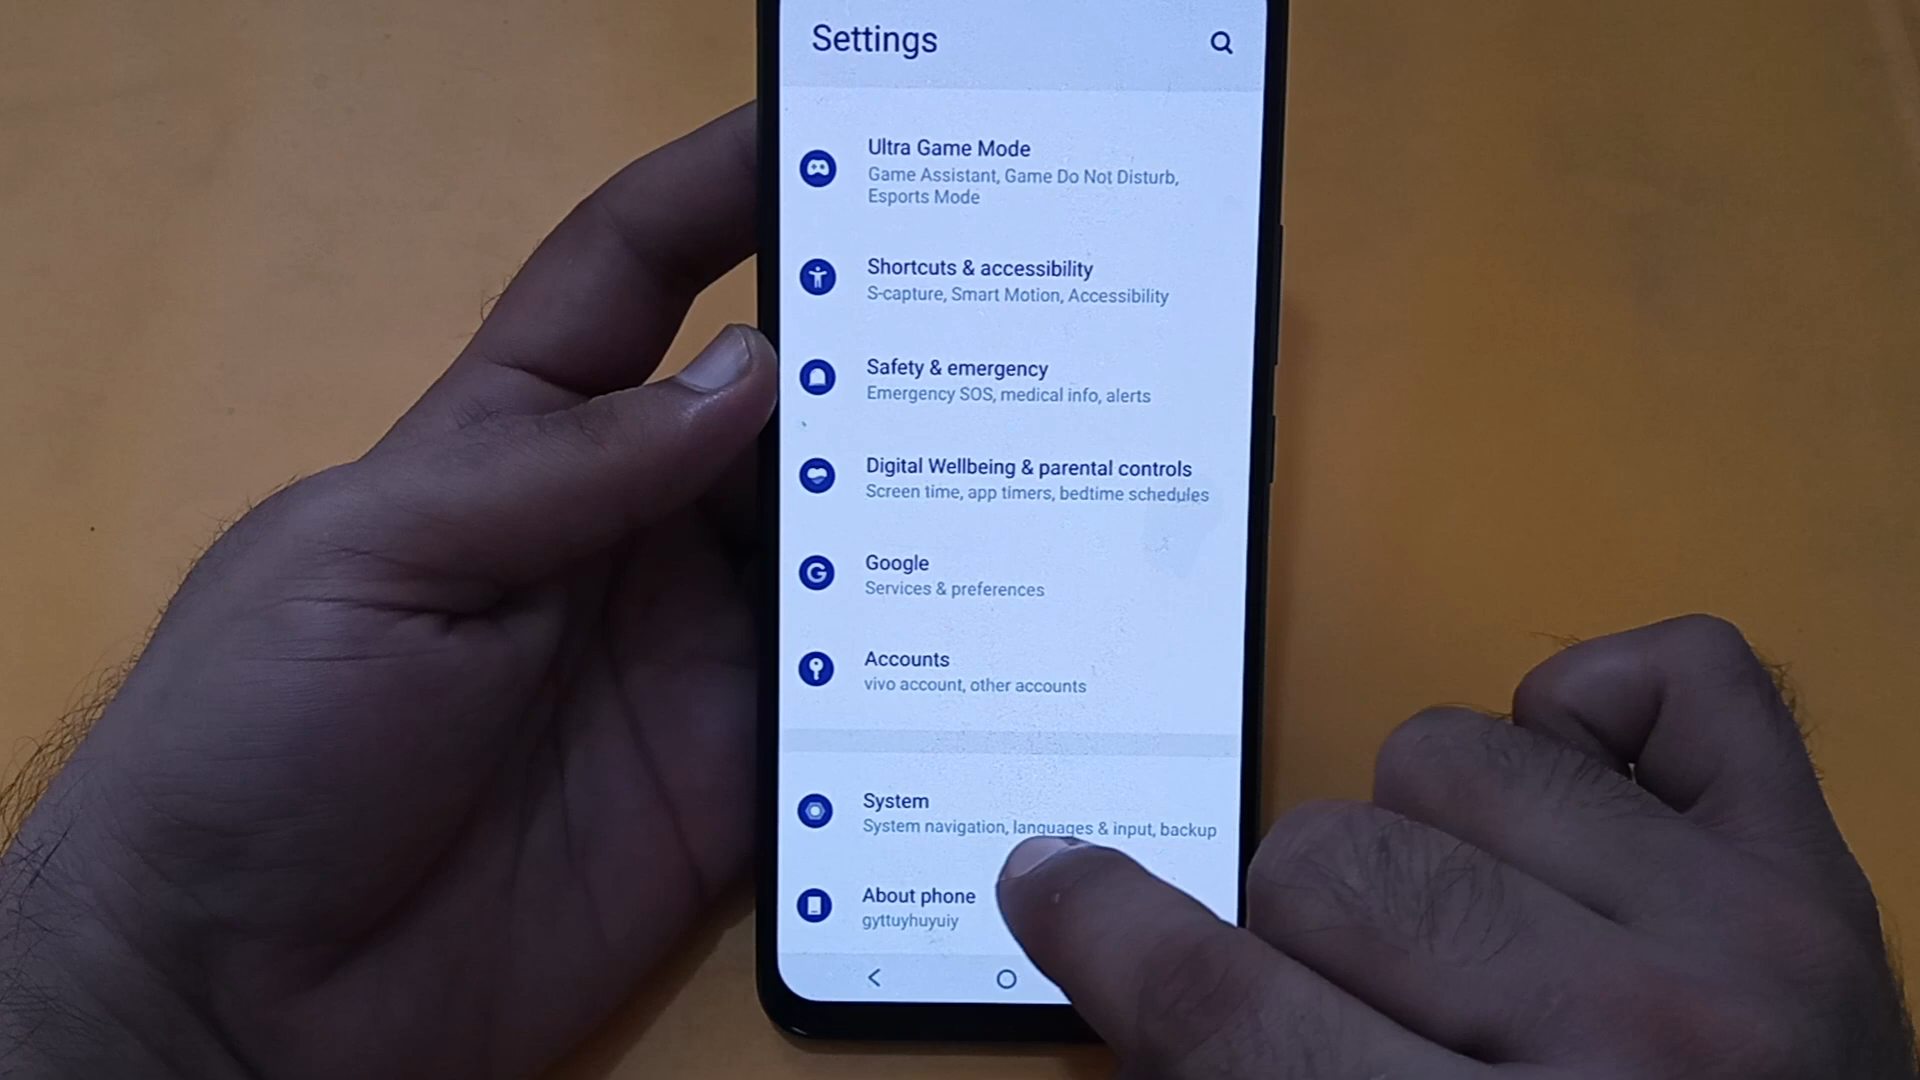 Settings
Ultra Game Mode
Game Assistant, Game Do Not Disturb,
Esports Mode
Shortcuts & accessibility
S-capture, Smart Motion, Accessibility
Safety & emergency
Emergency SOS, medical info, alerts
Digital Wellbeing & parental controls
Screen time, app timers, bedtime schedules
Google
Services & preferences
Accounts
vivo account, other accounts
System
System navigation, languages & input, backup
About phone
gyttuyhuyuiy